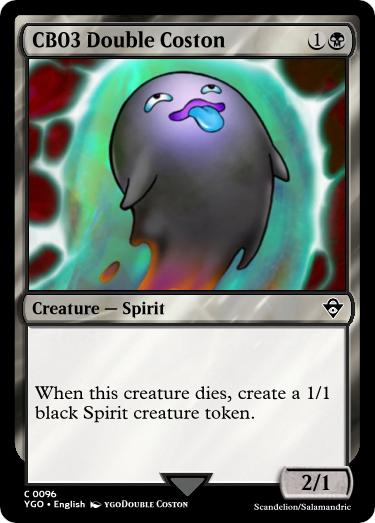 CB03 Double Coston 1
Creature — Spirit
When this creature dies, create a 1/1
black Spirit creature token.
2/1
C 0096
YGO • English YGODOUBLE COSTON
Scandelion/Salamandric